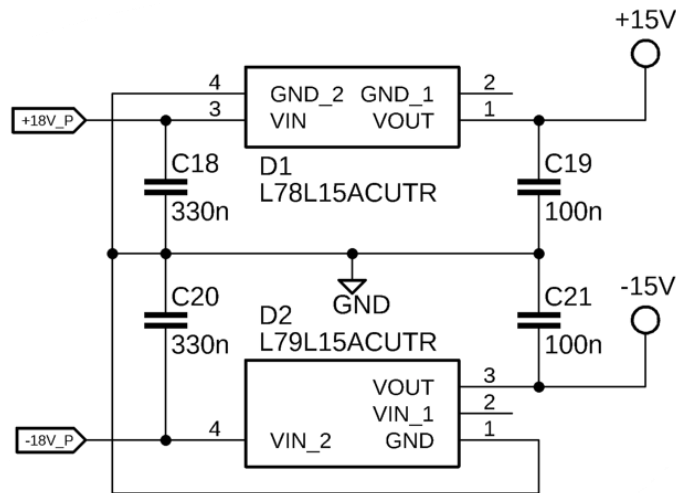 +15V
4
GND_2 GND_1
2
+18V_P
3
VIN VOUT
1
C18
330n
D1
L78L15ACUTR
C19
100n
GND
C20
330n
D2
L79L15ACUTR
C21
100n
-15V
VOUT
3
VIN_1
2
-18V_P
4
VIN_2
GND
1